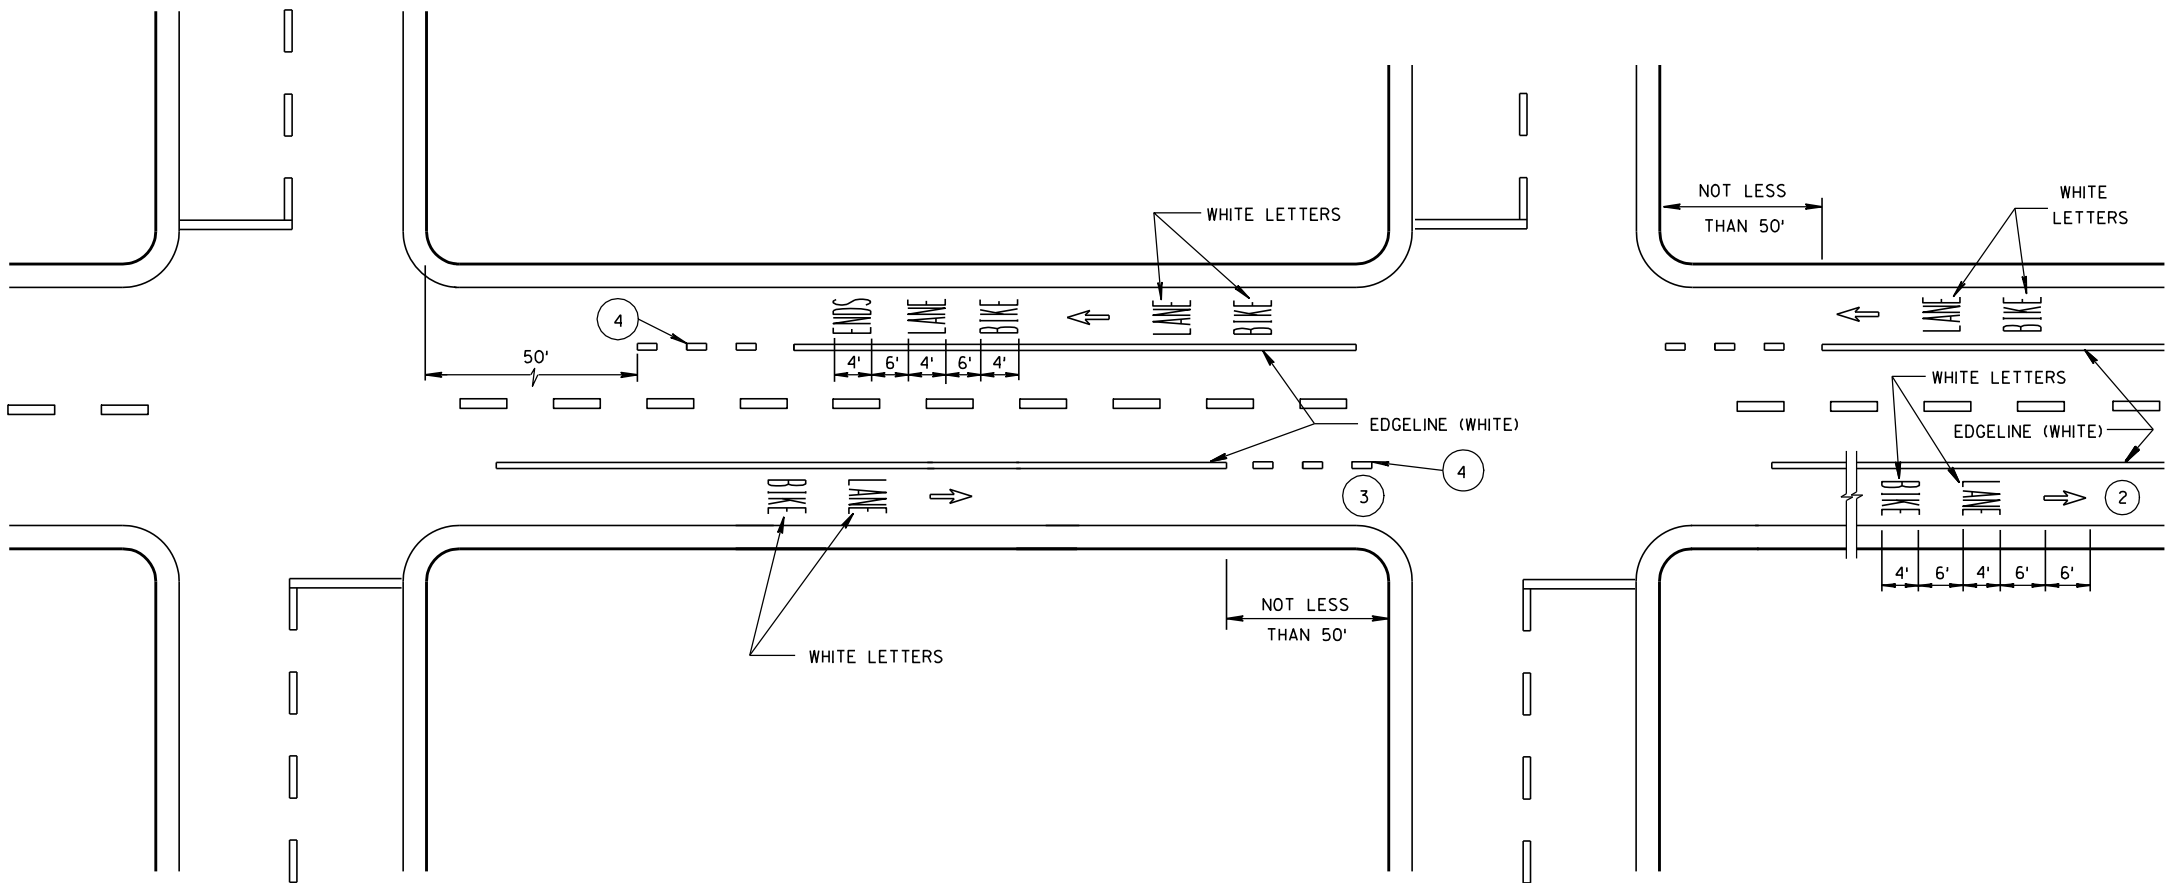 NOT LESS
THAN 50'
WHITE
LETTERS
WHITE LETTERS
4
ENDS LANE BIKE
LANE BIKE
LANE BIKE
50'
4' 6' 4' 6' 4'
WHITE LETTERS
EDGELINE (WHITE)
EDGELINE (WHITE)
4
3
BIKE LANE
BIKE LANE
2
4' 6' 4' 6' 6'
NOT LESS
THAN 50'
WHITE LETTERS